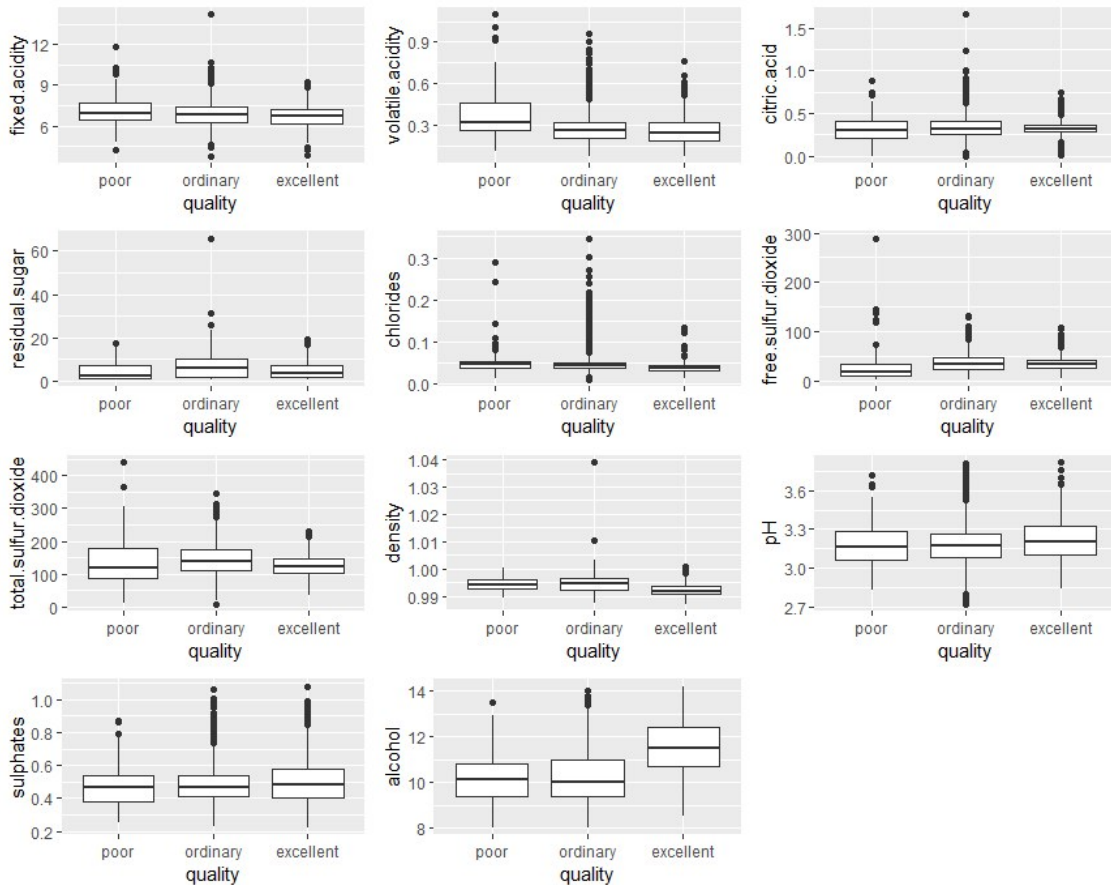 fixed.acidity
12
9
6
poor ordinary excellent
quality
volatile.acidity
0.9
0.6
0.3
poor ordinary excellent
quality
citric.acid
1.5
1.0
0.5
0.0
poor ordinary excellent
quality
residual.sugar
60
40
20
0
poor ordinary excellent
quality
chlorides
0.3
0.2
0.1
0.0
poor ordinary excellent
quality
free.sulfur.dioxide
300
200
100
0
poor ordinary excellent
quality
total.sulfur.dioxide
400
300
200
100
0
poor ordinary excellent
quality
density
1.04
1.03
1.02
1.01
1.00
0.99
poor ordinary excellent
quality
pH
3.6
3.3
3.0
2.7
poor ordinary excellent
quality
sulphates
1.0
0.8
0.6
0.4
0.2
poor ordinary excellent
quality
alcohol
14
12
10
8
poor ordinary excellent
quality